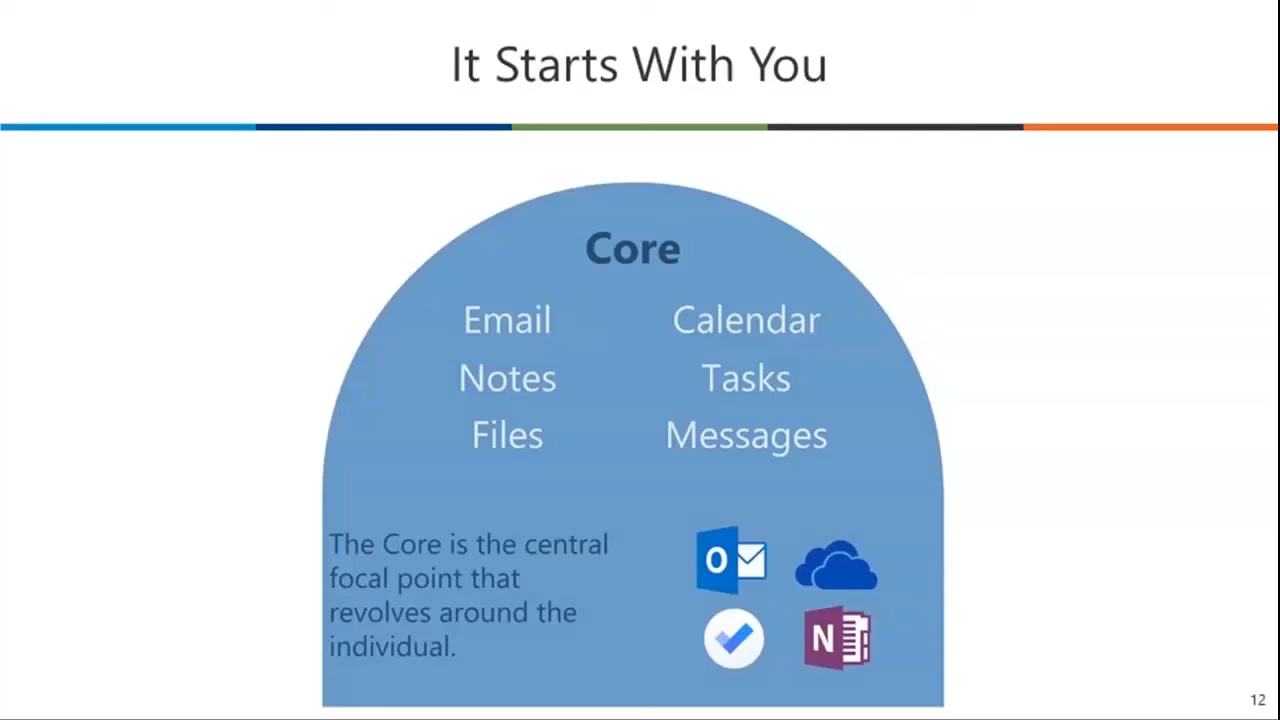 It Starts With You
Core
Email
Calendar
Notes
Tasks
Files
Messages
The Core is the central
focal point that
revolves around the
individual.
O
N
12